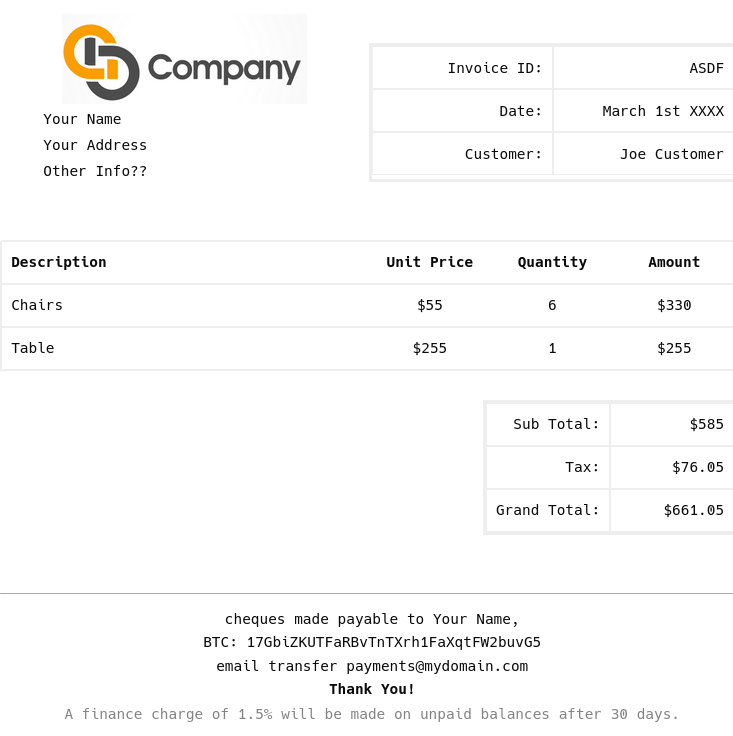 Company
Your Name
Your Address
Other Info??
Invoice ID: ASDF
Date: March 1st XXXX
Customer: Joe Customer
Description Unit Price Quantity Amount
Chairs $55 6 $330
Table $255 1 $255
Sub Total: $585
Tax: $76.05
Grand Total: $661.05
cheques made payable to Your Name,
BTC: 17GbiZKUTFaRBvTnTXrh1FaXqtFW2buvG5
email transfer payments@mydomain.com
Thank You!
A finance charge of 1.5% will be made on unpaid balances after 30 days.